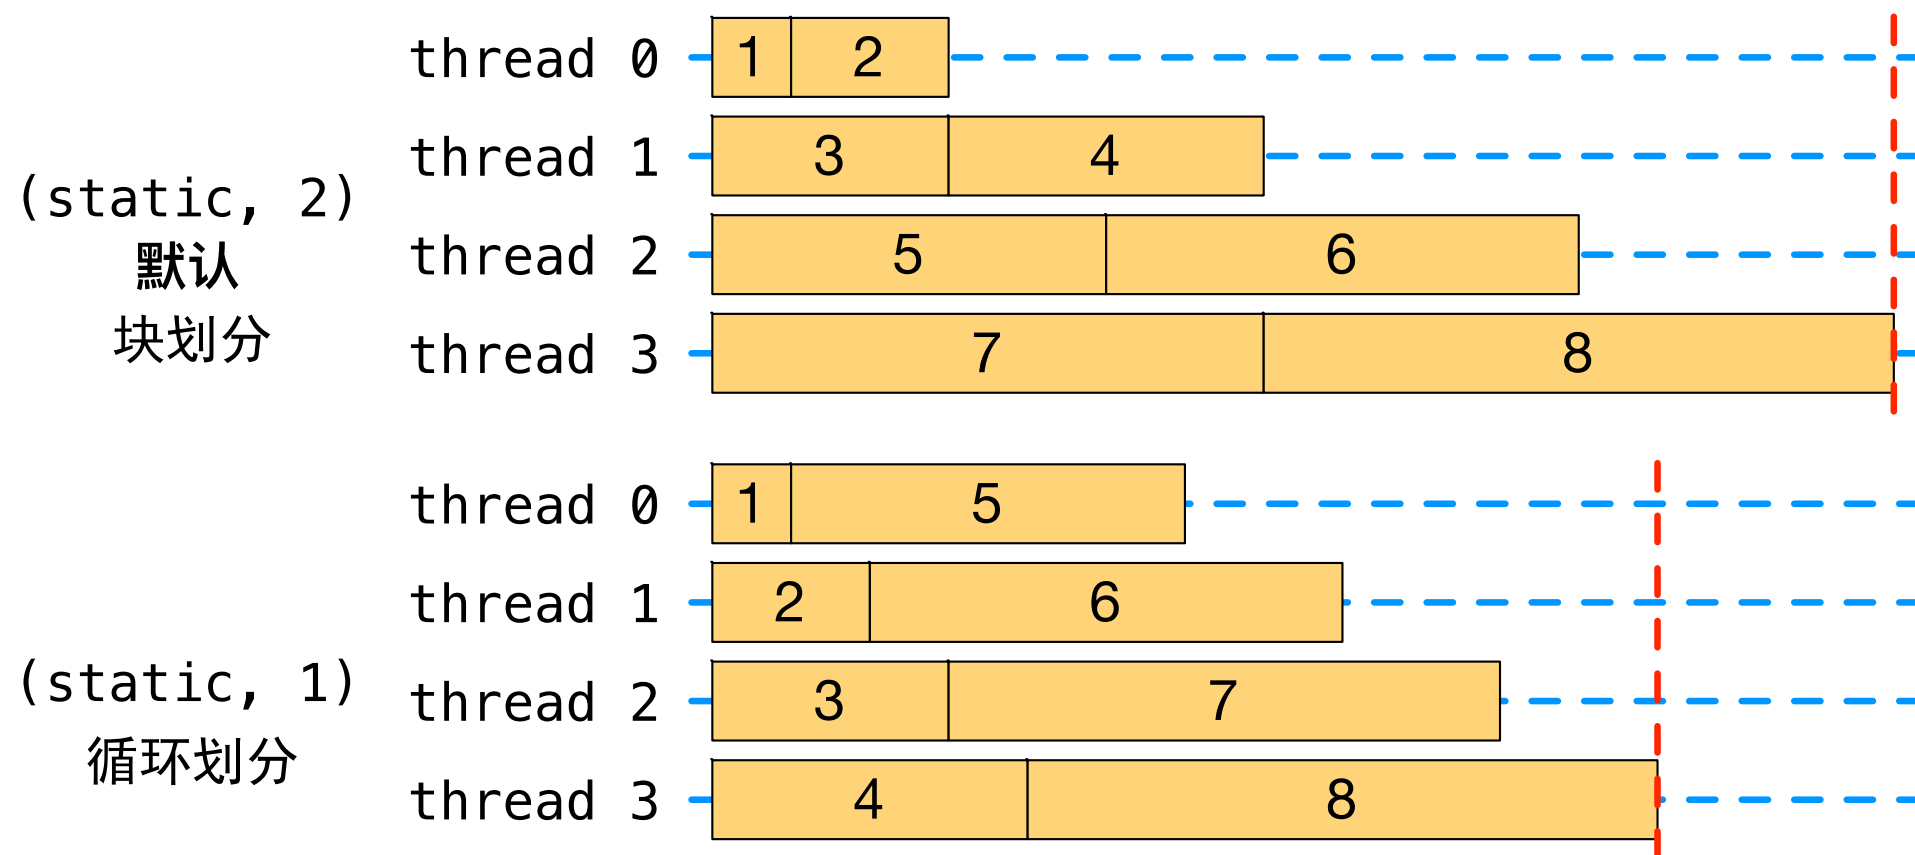 thread 0
1 2
thread 1
3 4
(static, 2)
默认
块划分
thread 2
5 6
thread 3
7 8
thread 0
1 5
thread 1
2 6
(static, 1)
循环划分
thread 2
3 7
thread 3
4 8